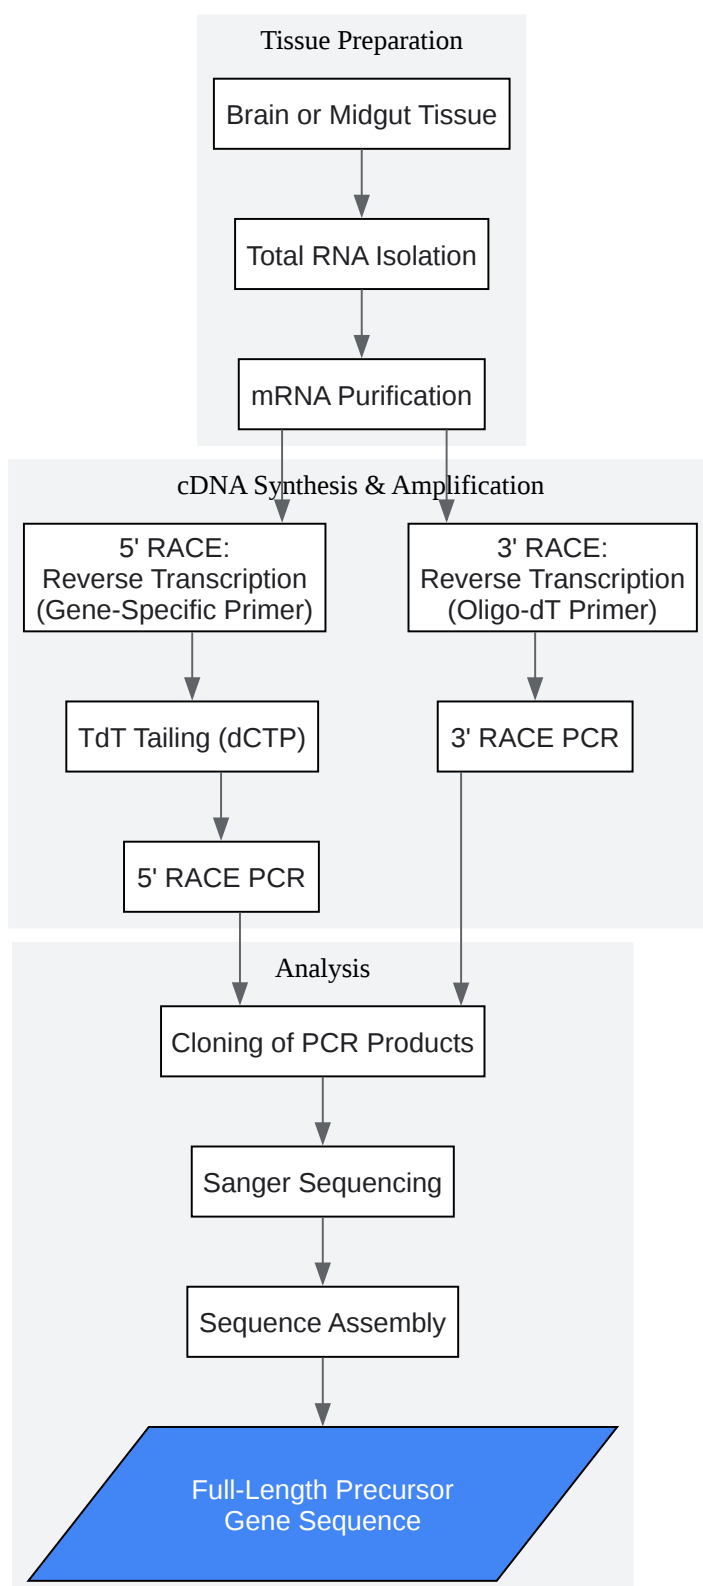 Tissue Preparation
Brain or Midgut Tissue
Total RNA Isolation
mRNA Purification
cDNA Synthesis & Amplification
5' RACE:
Reverse Transcription
(Gene-Specific Primer)
3' RACE:
Reverse Transcription
(Oligo-dT Primer)
TdT Tailing (dCTP)
3' RACE PCR
5' RACE PCR
Analysis
Cloning of PCR Products
Sanger Sequencing
Sequence Assembly
Full-Length Precursor
Gene Sequence